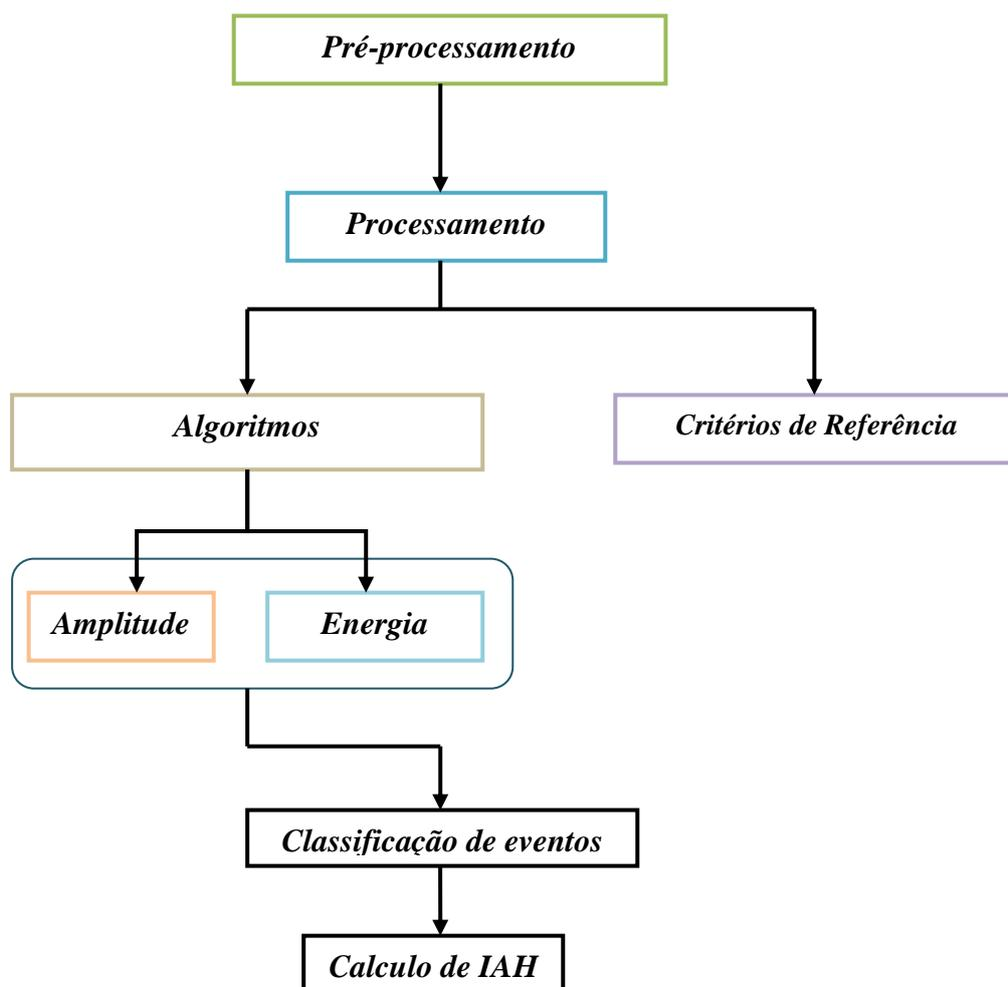 Pré-processamento
Processamento
Algoritmos
Critérios de Referência
Amplitude
Energia
Classificação de eventos
Calculo de IAH